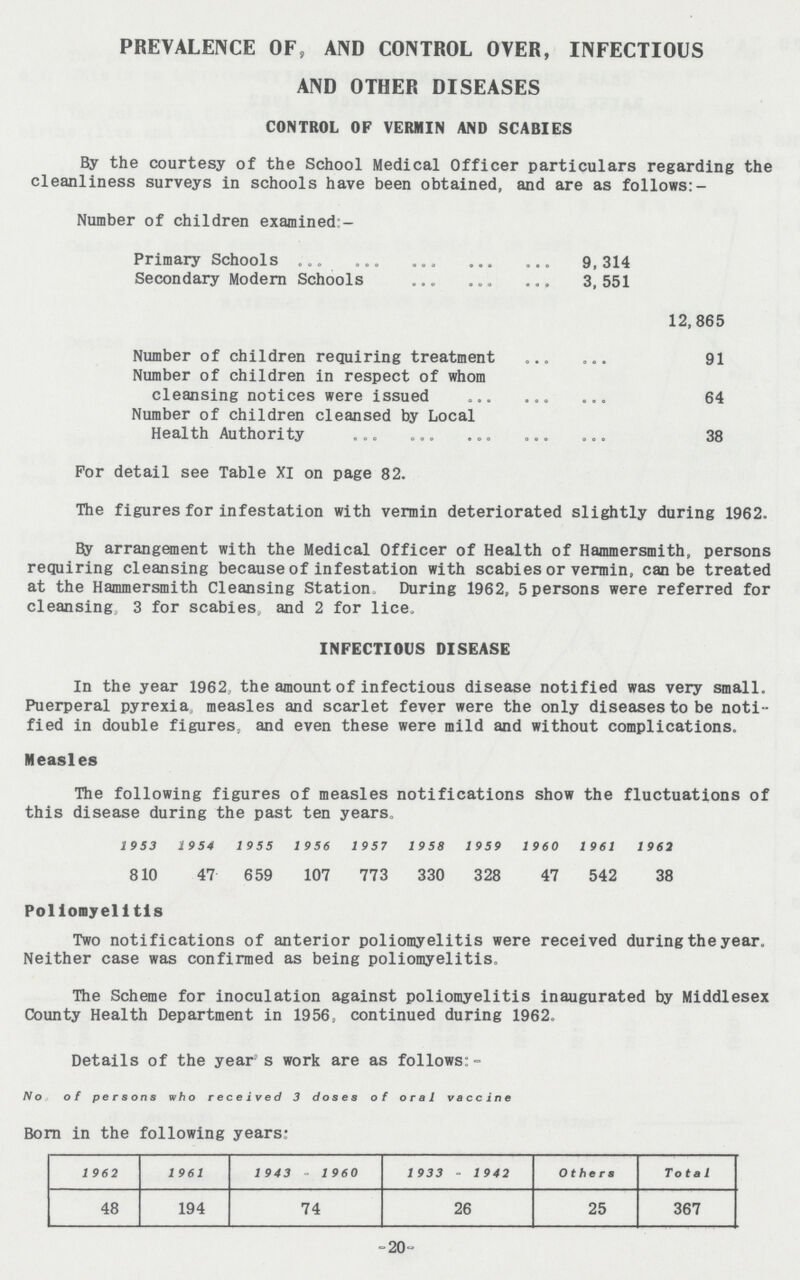 PREVALENCE OF, AND CONTROL OVER, INFECTIOUS
AND OTHER DISEASES
CONTROL OF VERMIN AND SCABIES
By the courtesy of the School Medical Officer particulars regarding the
cleanliness surveys in schools have been obtained, and are as follows:-
Number of children examined:-
Primary Schools ... ... ... ... ... 9,314
Secondary Modern Schools ... ... ... 3,551
12,865
Number of children requiring treatment ... ... 91
Number of children in respect of whom
cleansing notices were issued ... ... ... 64
Number of children cleansed by Local
Health Authority ... ... ... ... ... 38
For detail see Table XI on page 82.
The figures for infestation with vermin deteriorated slightly during 1962.
By arrangement with the Medical Officer of Health of Hammersmith, persons
requiring cleansing because of infestation with scabies or vermin, can be treated
at the Hammersmith Cleansing Station. During 1962, 5 persons were referred for
cleansing, 3 for scabies, and 2 for lice.
INFECTIOUS DISEASE
In the year 1962, the amount of infectious disease notified was very small.
Puerperal pyrexia, measles and scarlet fever were the only diseases to be noti-
fied in double figures, and even these were mild and without complications.
Measles
The following figures of measles notifications show the fluctuations of
this disease during the past ten years.
1953 1954 1955 1956 1957 1958 1959 1960 1961 1962
810 47 659 107 773 330 328 47 542 38
Poliomyelitis
Two notifications of anterior poliomyelitis were received during the year.
Neither case was confirmed as being poliomyelitis.
The Scheme for inoculation against poliomyelitis inaugurated by Middlesex
County Health Department in 1956, continued during 1962.
Details of the year's work are as follows:-
No. of persons who received 3 doses of oral vaccine
Born in the following years:
1962 1961 1943 - 1960 1933 - 1942 Others Total
48 194 74 26 25 367
-20-